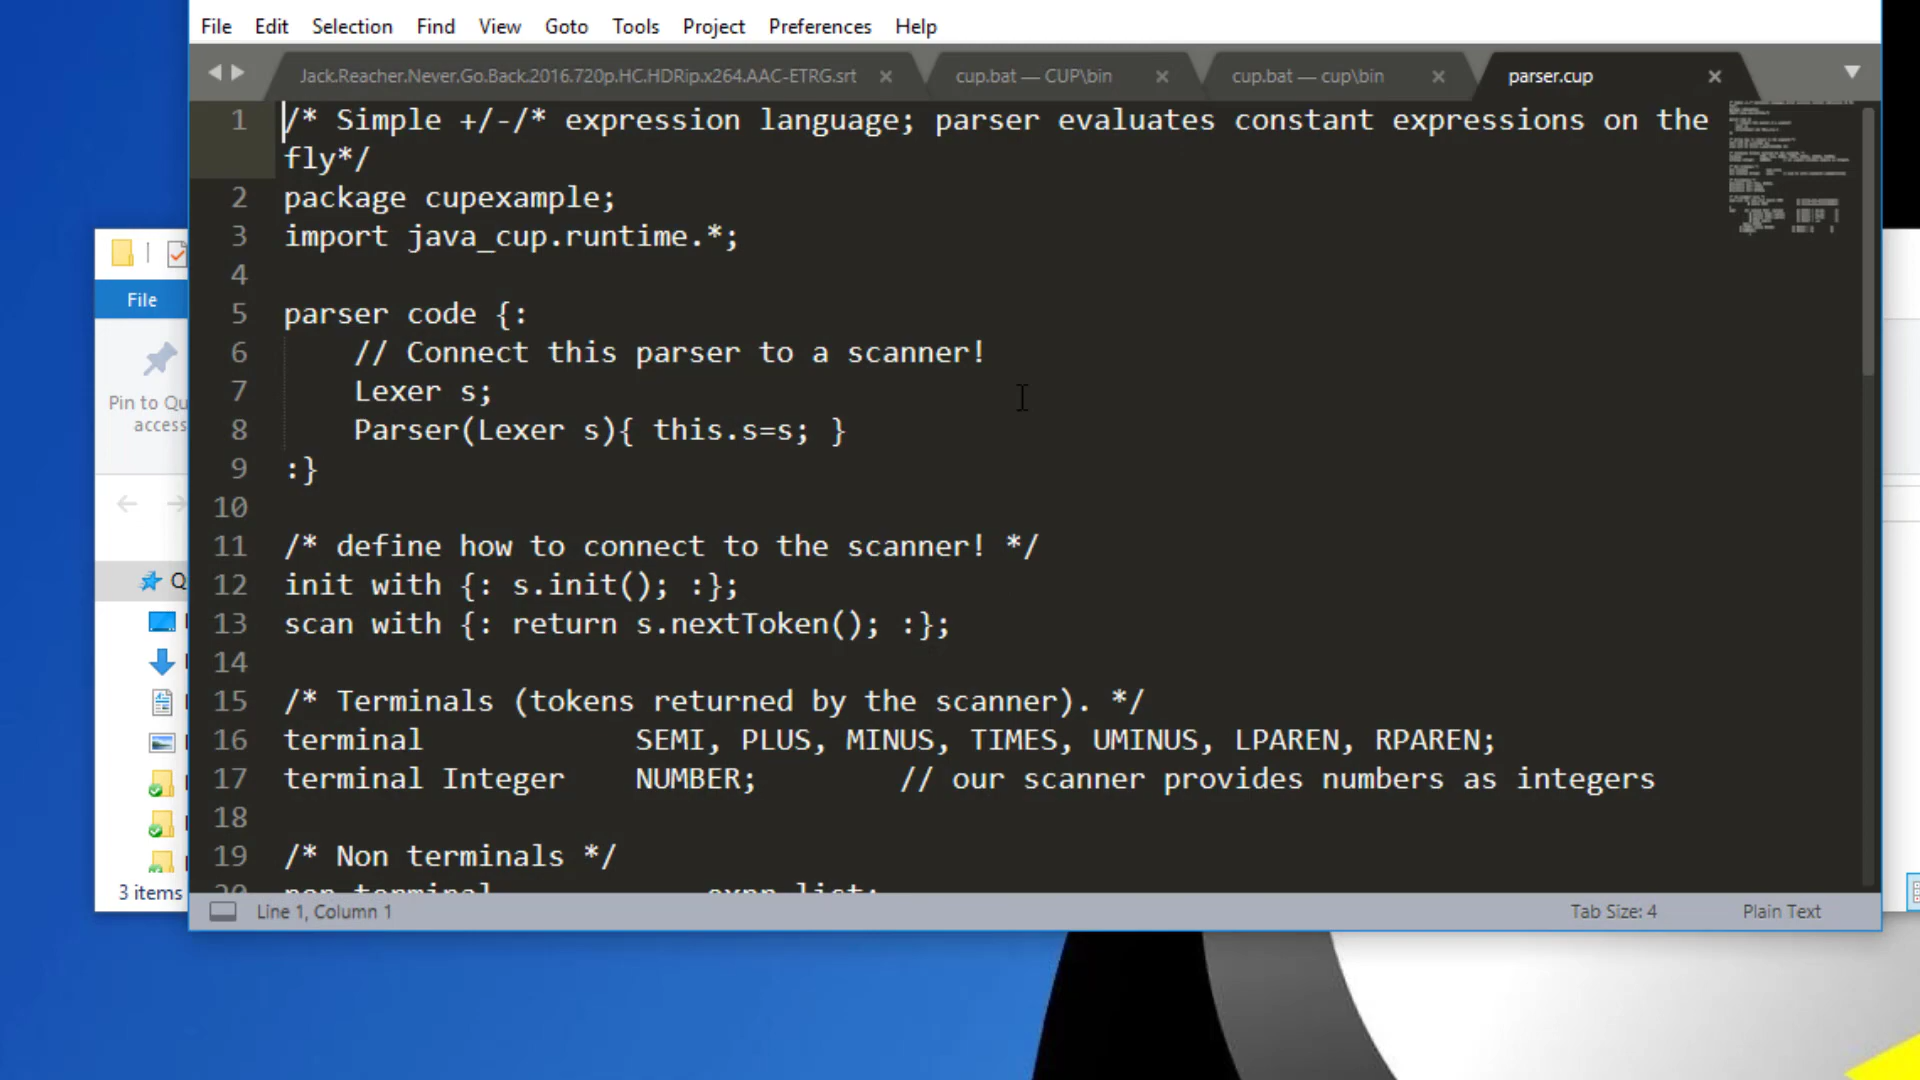 File Edit Selection Find View Goto Tools Project Preferences Help
Jack.Reacher.Never.Go.Back.2016.720p.HC.HDRip.x264.AAC-ETRG.srt cup.bat — CUP\bin cup.bat — cup\bin parser.cup
1 /* Simple +/-/* expression language; parser evaluates constant expressions on the
fly*/
2 package cupexample;
3 import java_cup.runtime.*;
4
5 parser code {:
6 // Connect this parser to a scanner!
7 Lexer s;
8 Parser(Lexer s){ this.s=s; }
9 :}
10
11 /* define how to connect to the scanner! */
12 init with {: s.init(); :};
13 scan with {: return s.nextToken(); :};
14
15 /* Terminals (tokens returned by the scanner). */
16 terminal SEMI, PLUS, MINUS, TIMES, UMINUS, LPAREN, RPAREN;
17 terminal Integer NUMBER; // our scanner provides numbers as integers
18
19 /* Non terminals */
20 non terminal expr_list;
Line 1, Column 1 Tab Size: 4 Plain Text
File
Pin to Qu
access
Q
3 items